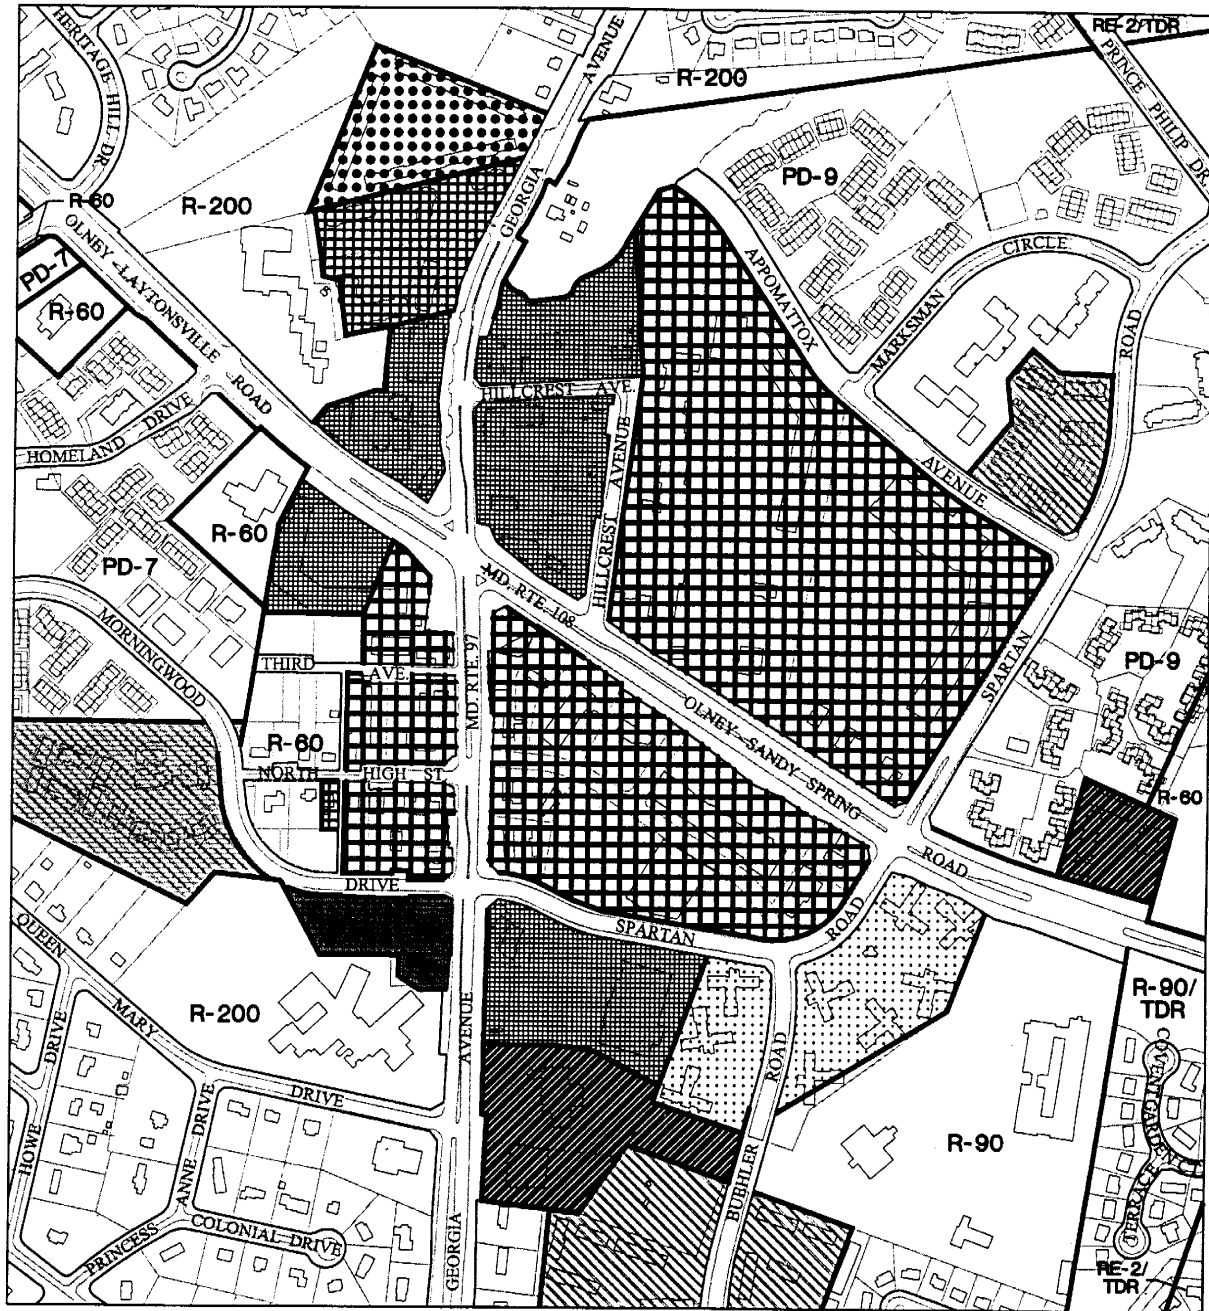 HERITAGE HILL DR.
AVENUE
RE-2/TDR
R-200
PRINCE PHILIP DR.
PD-9
R-60
R-200
GEORGIA
OLNEY-LAYTONSVILLE
ROAD
PD-7
R-60
APPOMATTOX
AVENUE
MARKSMAN
CIRCLE
ROAD
SPARTAN
HILLCREST AVE.
HILLCREST AVENUE
HOMELAND DRIVE
R-60
PD-7
MORNINGWOOD
DRIVE
MD. RTE. 108
MD. RTE. 97
THIRD
AVE.
R-60
NORTH
HIGH ST.
OLNEY-SANDY SPRING
ROAD
PD-9
R-60
SPARTAN
ROAD
QUEEN
MARY
DRIVE
R-200
AVENUE
GEORGIA
BUEHLER
ROAD
R-90
R-90/
TDR
COVENTGARDEN CT.
TERRACE
RE-2/
TDR
HOWE
DRIVE
ANNE DRIVE
PRINCESS
COLONIAL DRIVE